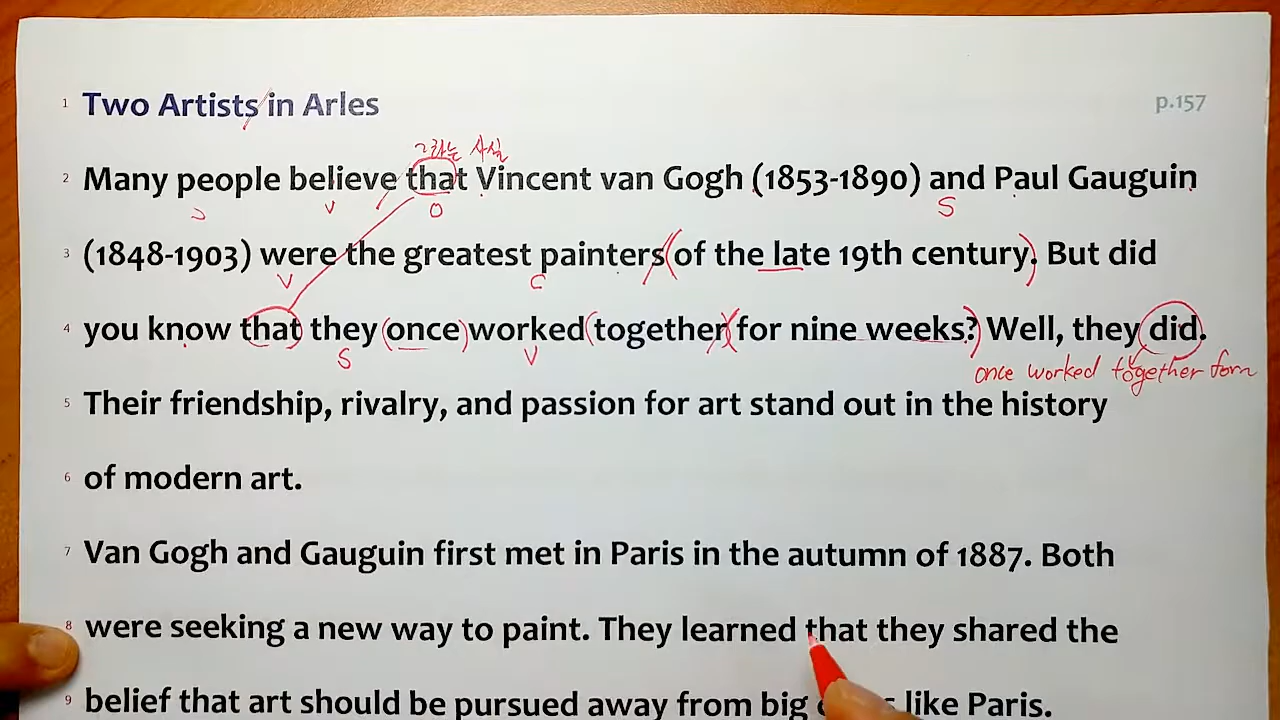 1 Two Artists in Arles p.157
그라는 사실
2 Many people believe that Vincent van Gogh (1853-1890) and Paul Gauguin
S V O S
3 (1848-1903) were the greatest painters of the late 19th century. But did
V C
4 you know that they once worked together for nine weeks? Well, they did.
S V once worked together for n
5 Their friendship, rivalry, and passion for art stand out in the history
6 of modern art.
7 Van Gogh and Gauguin first met in Paris in the autumn of 1887. Both
8 were seeking a new way to paint. They learned that they shared the
9 belief that art should be pursued away from big like Paris.